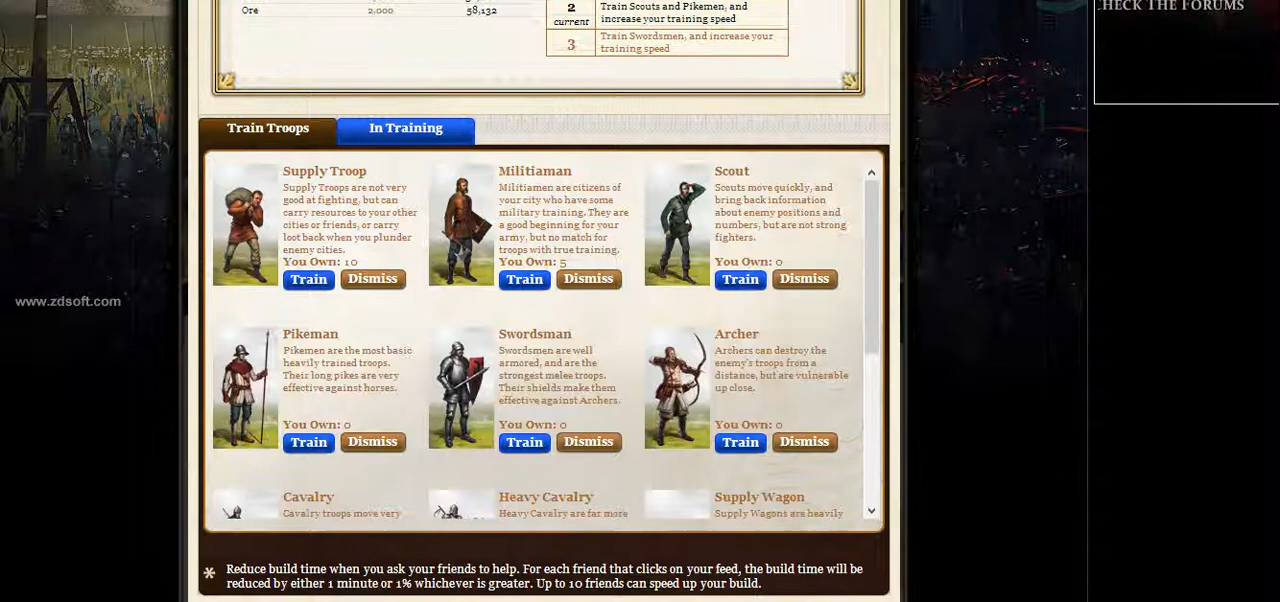 CHECK THE FORUMS
Ore 2,000 58,132
2 current Train Scouts and Pikemen, and
increase your training speed
3 Train Swordsmen, and increase your
training speed
Train Troops In Training
Supply Troop
Supply Troops are not very
good at fighting, but can
carry resources to your other
cities or friends, or carry
loot back when you plunder
enemy cities.
You Own: 10
Train Dismiss
Militiaman
Militiamen are citizens of
your city who have some
military training. They are
a good beginning for your
army, but no match for
troops with true training.
You Own: 5
Train Dismiss
Scout
Scouts move quickly, and
bring back information
about enemy positions and
numbers, but are not strong
fighters.
You Own: 0
Train Dismiss
www.zdsoft.com
Pikeman
Pikemen are the most basic
heavily trained troops.
Their long pikes are very
effective against horses.
You Own: 0
Train Dismiss
Swordsman
Swordsmen are well
armored, and are the
strongest melee troops.
Their shields make them
effective against Archers.
You Own: 0
Train Dismiss
Archer
Archers can destroy the
enemy's troops from a
distance, but are vulnerable
up close.
You Own: 0
Train Dismiss
Cavalry
Cavalry troops move very
Heavy Cavalry
Heavy Cavalry are far more
Supply Wagon
Supply Wagons are heavily
* Reduce build time when you ask your friends to help. For each friend that clicks on your feed, the build time will be
reduced by either 1 minute or 1% whichever is greater. Up to 10 friends can speed up your build.